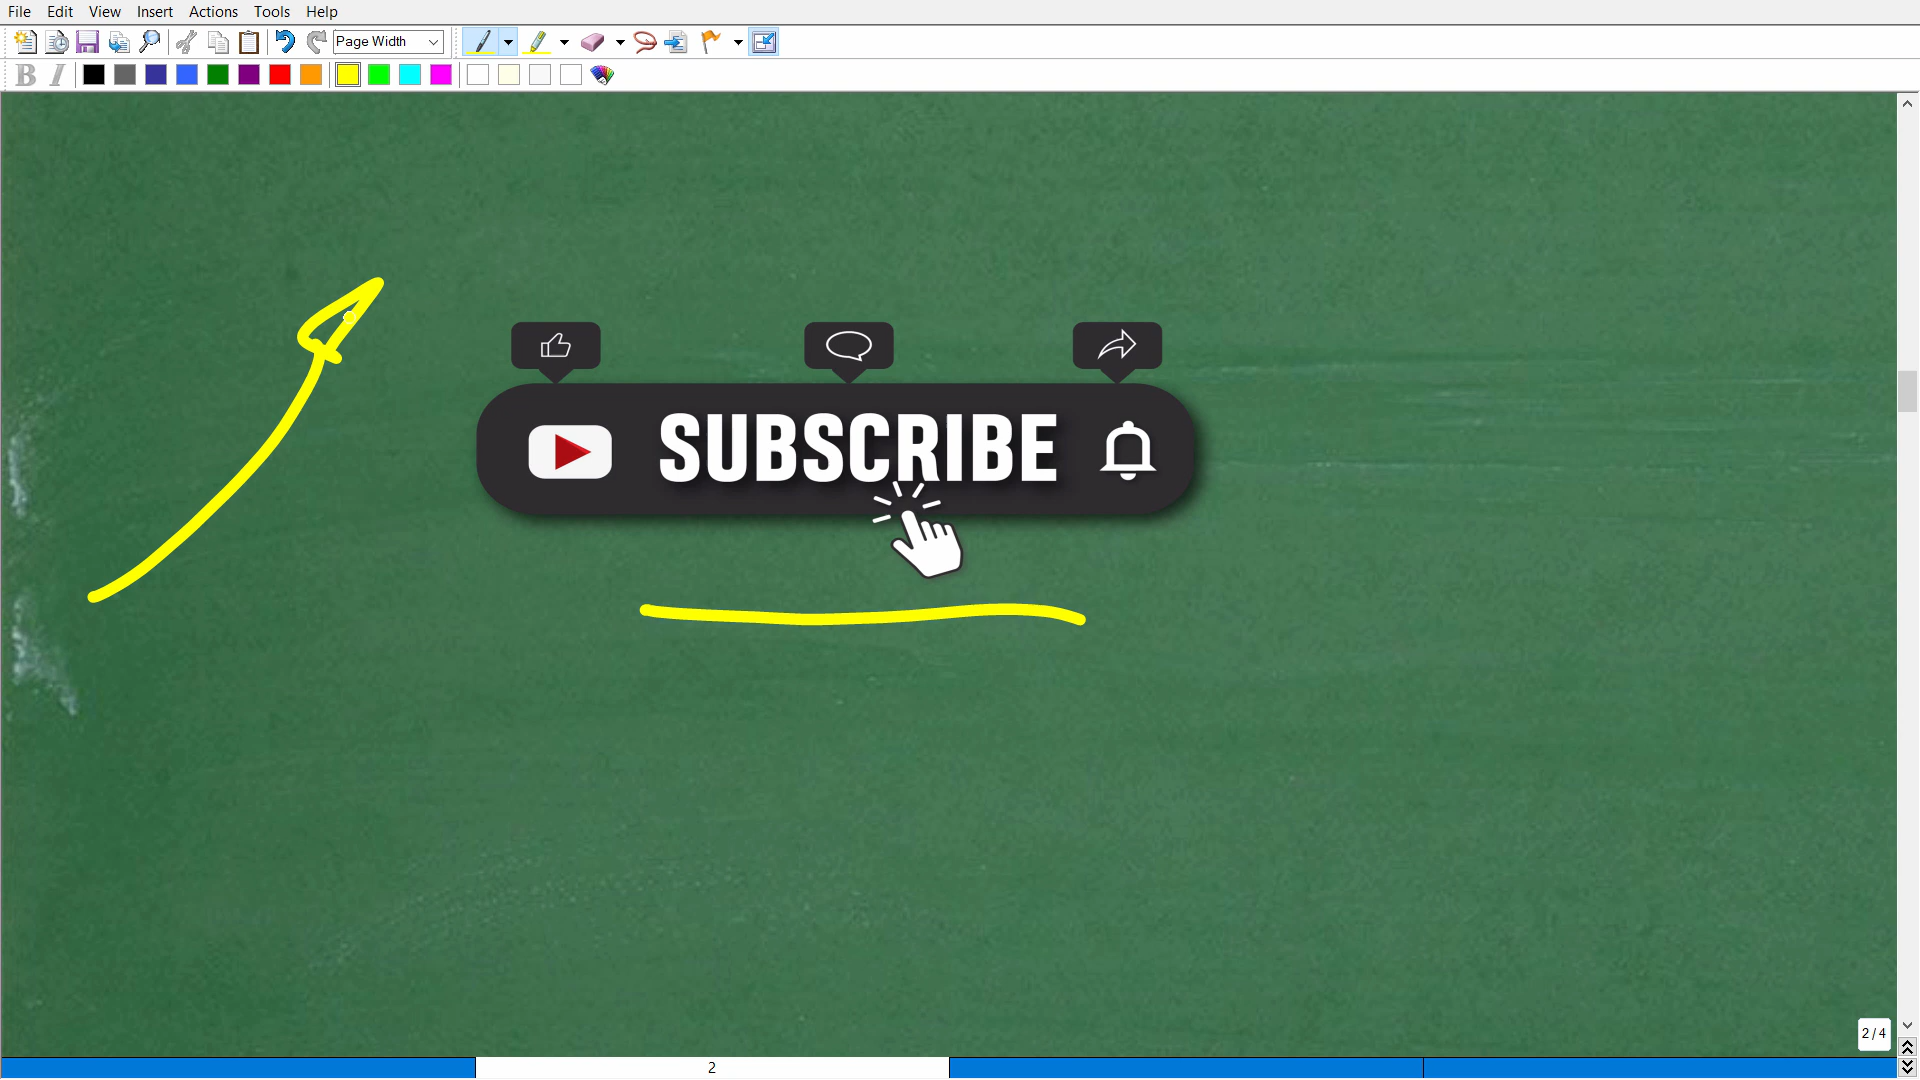 File Edit View Insert Actions Tools Help
Page Width
B I
SUBSCRIBE
2 / 4
2